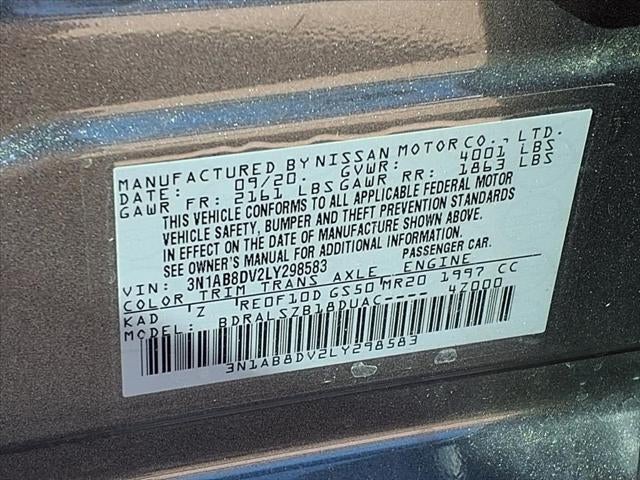 MANUFACTURED BY NISSAN MOTOR CO., LTD.
DATE: 09/20. GVWR: 4001 LBS
GAWR FR: 2161 LBS GAWR RR: 1863 LBS
THIS VEHICLE CONFORMS TO ALL APPLICABLE FEDERAL MOTOR
VEHICLE SAFETY, BUMPER AND THEFT PREVENTION STANDARDS
IN EFFECT ON THE DATE OF MANUFACTURE SHOWN ABOVE.
SEE OWNER'S MANUAL FOR ADDITIONAL INFORMATION.
VIN: 3N1AB8DV2LY298583 PASSENGER CAR.
COLOR TRIM TRANS AXLE ENGINE
KAD Z RE0F10D GS50 MR20 1997 CC
MODEL: BDRALSZB18DUAC---- 4Z000
3N1AB8DV2LY298583